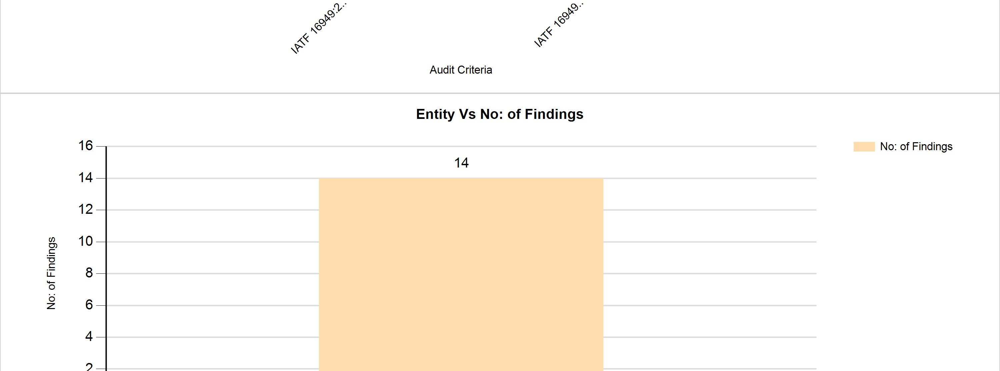 IATF 16949:2..
IATF 16949..
Audit Criteria
Entity Vs No: of Findings
No: of Findings
16
14
14
12
10
8
6
4
2
No: of Findings